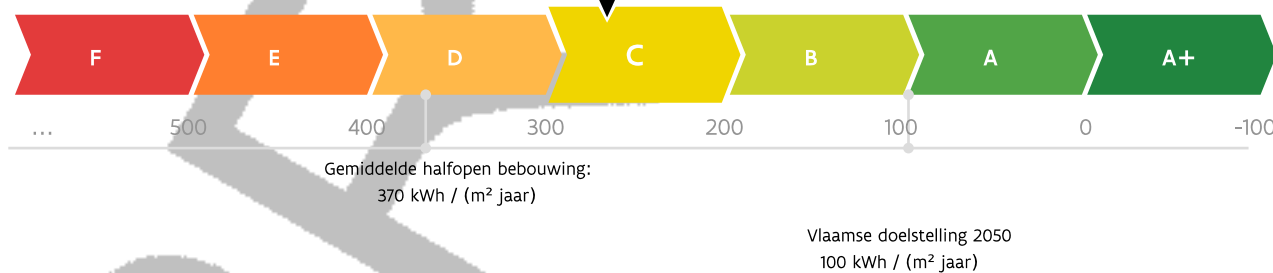 F E D C B A A+
... 500 400 300 200 100 0 -100
Gemiddelde halfopen bebouwing:
370 kWh / (m² jaar)
Vlaamse doelstelling 2050
100 kWh / (m² jaar)